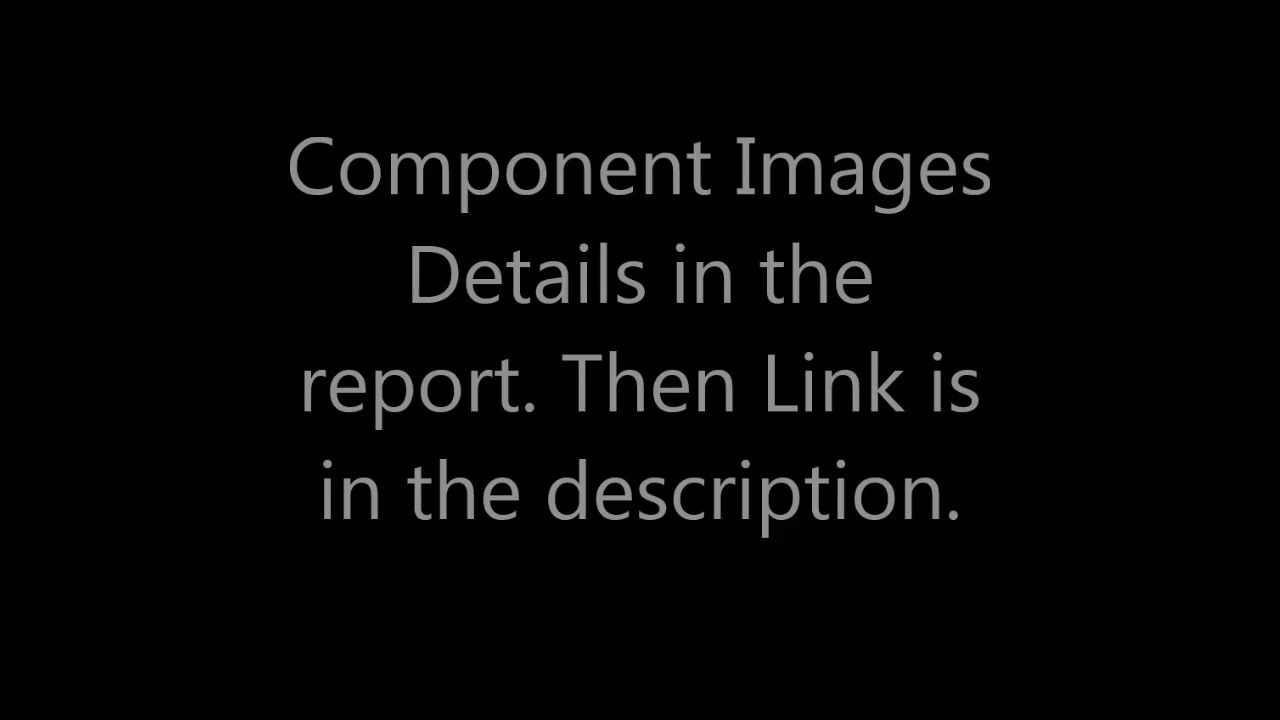 Component Images
Details in the
report. Then Link is
in the description.